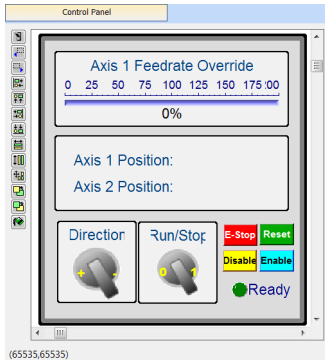 Control Panel
Axis 1 Feedrate Override
0 25 50 75 100 125 150 175:00
0%
Axis 1 Position:
Axis 2 Position:
Direction
Run/Stop
E-Stop Reset
Disable Enable
+ -
0 1
Ready
(65535,65535)